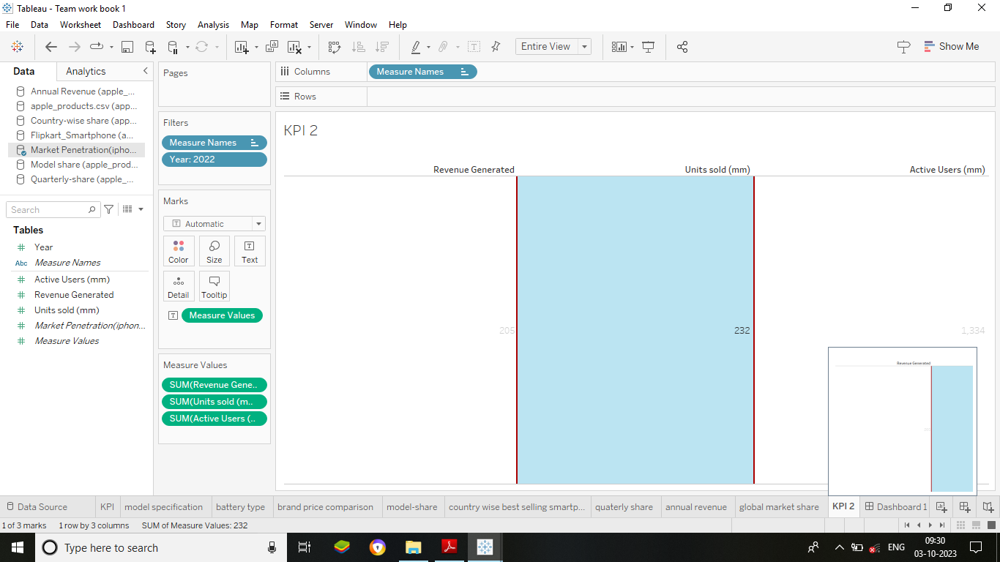 Tableau - Team work book 1
File Data Worksheet Dashboard Story Analysis Map Format Server Window Help
Entire View
Show Me
Data Analytics
Annual Revenue (apple_...
apple_products.csv (app...
Country-wise share (app...
Flipkart_Smartphone (a...
Market Penetration(ipho...
Model share (apple_prod...
Quarterly-share (apple_...
Search
Tables
Year
Abc Measure Names
Active Users (mm)
Revenue Generated
Units sold (mm)
Market Penetration(iphon...
Measure Values
Pages
Filters
Measure Names
Year: 2022
Marks
Automatic
Color Size Text
Detail Tooltip
Measure Values
Measure Values
SUM(Revenue Gene..
SUM(Units sold (m..
SUM(Active Users (..
Columns Measure Names
Rows
KPI 2
Revenue Generated Units sold (mm) Active Users (mm)
205 232 1,334
Revenue Generated
Data Source KPI model specification battery type brand price comparison model-share country wise best selling smartp... quaterly share annual revenue global market share KPI 2 Dashboard 1
1 of 3 marks 1 row by 3 columns SUM of Measure Values: 232
Type here to search
ENG
09:30
03-10-2023